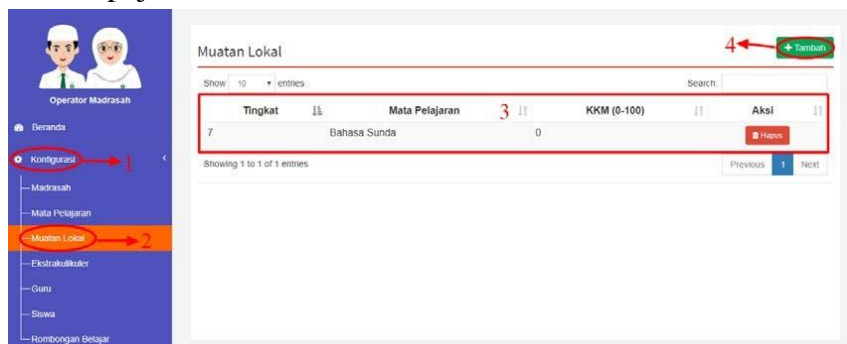 Operator Madrasah
Beranda
Konfigurasi
1
Madrasah
Mata Pelajaran
Muatan Lokal
2
Ekstrakulikuler
Guru
Siswa
Rombongan Belajar
Muatan Lokal
4
+ Tambah
Show 10 entries
Search:
Tingkat Mata Pelajaran 3 KKM (0-100) Aksi
7 Bahasa Sunda 0 Hapus
Showing 1 to 1 of 1 entries
Previous 1 Next